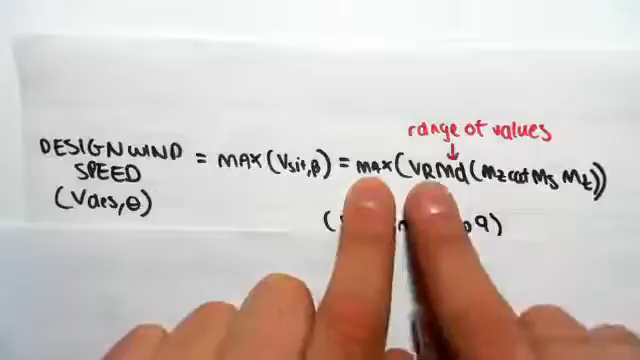 range of values
↓
DESIGN WIND SPEED = MAX (Vsit,β) = MAX (VR Md (Mz cat Ms Mt))
(Vdes,θ)